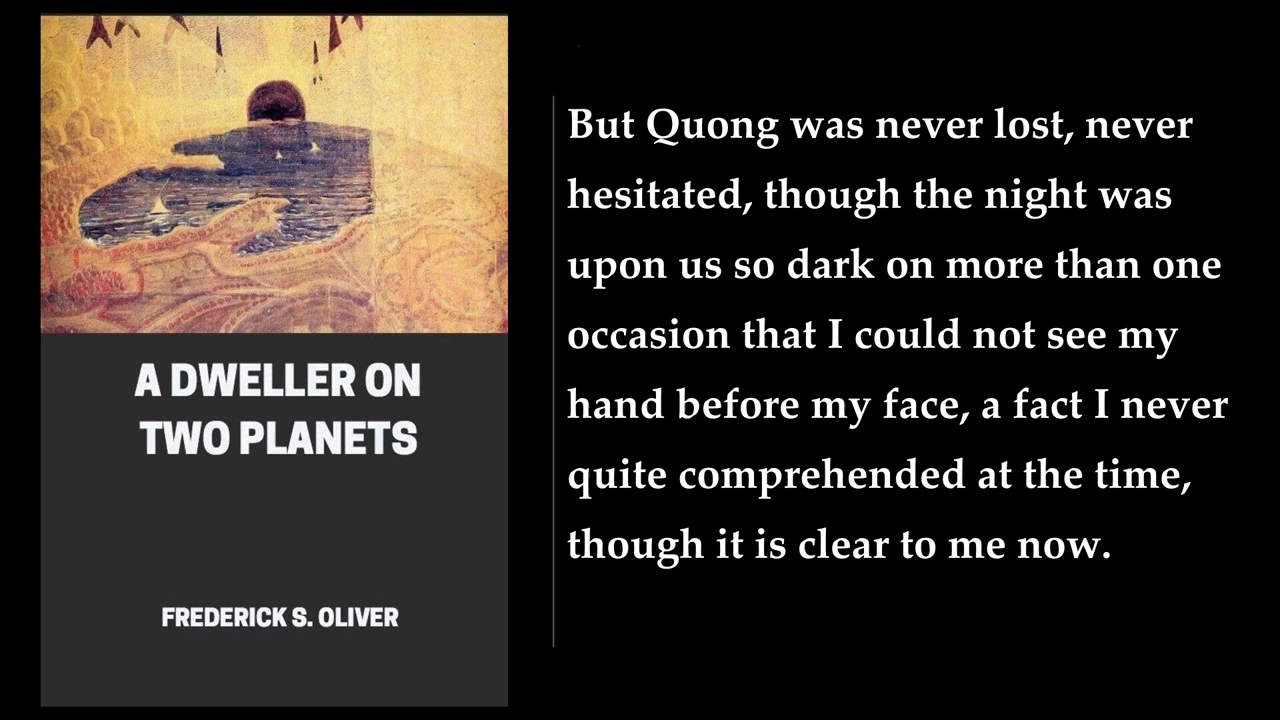 A DWELLER ON
TWO PLANETS
FREDERICK S. OLIVER
But Quong was never lost, never
hesitated, though the night was
upon us so dark on more than one
occasion that I could not see my
hand before my face, a fact I never
quite comprehended at the time,
though it is clear to me now.